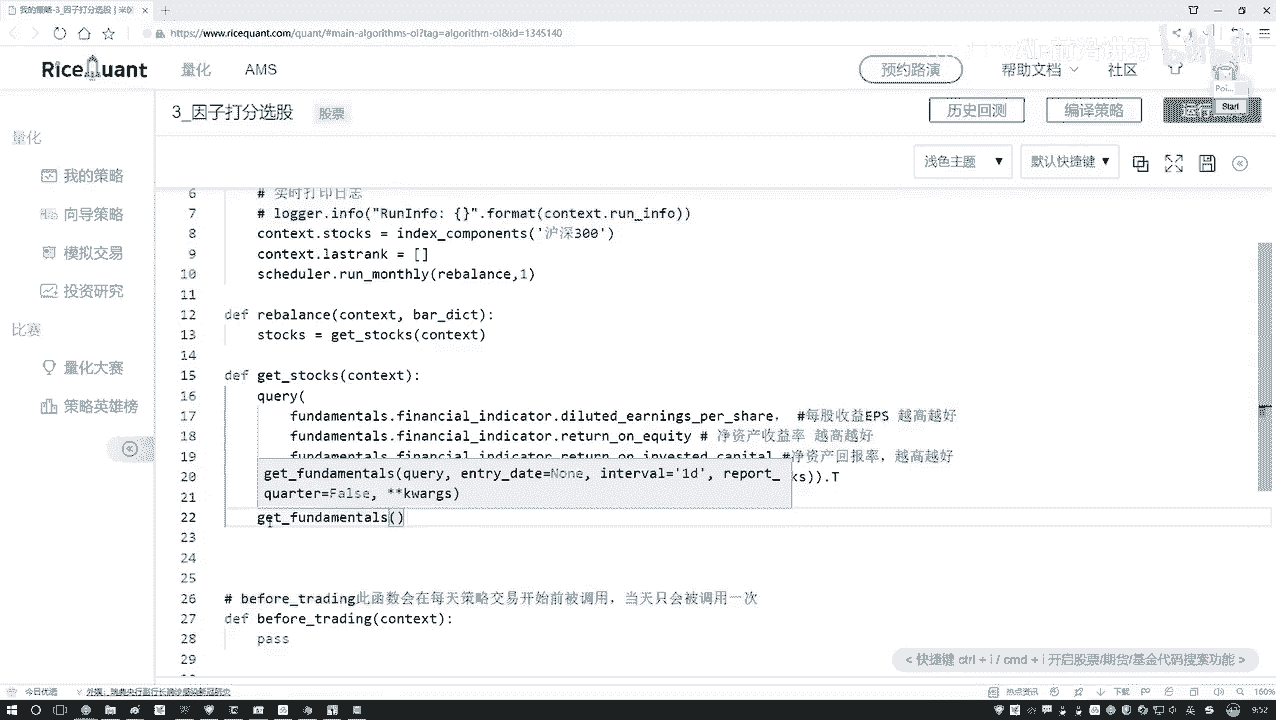 我的策略-3_因子打分选股
https://www.ricequant.com/quant/#main-algorithms-ol?tag=algorithm-ol&id=1345140
RiceQuant
量化
AMS
预约路演
帮助文档
社区
量化
我的策略
向导策略
模拟交易
投资研究
比赛
量化大赛
策略英雄榜
3_因子打分选股
股票
历史回测
编译策略
Start
浅色主题
默认快捷键
6 # 实时打印日志
7 # logger.info("RunInfo: {}".format(context.run_info))
8 context.stocks = index_components('沪深300')
9 context.lastrank = []
10 scheduler.run_monthly(rebalance,1)
11
12 def rebalance(context, bar_dict):
13 stocks = get_stocks(context)
14
15 def get_stocks(context):
16 query(
17 fundamentals.financial_indicator.diluted_earnings_per_share, #每股收益EPS 越高越好
18 fundamentals.financial_indicator.return_on_equity # 净资产收益率 越高越好
19 fundamentals.financial_indicator.return_on_invested_capital #净资产回报率，越高越好
get_fundamentals(query, entry_date=None, interval='1d', report_
quarter=False, **kwargs)
20 ks)).T
21
22 get_fundamentals()
23
24
25
26 # before_trading此函数会在每天策略交易开始前被调用，当天只会被调用一次
27 def before_trading(context):
28 pass
29
< 快捷键 ctrl + i / cmd + i 开启股票/期货/基金代码搜索功能 >
今日优选
热点资讯
下载
160%
9:52